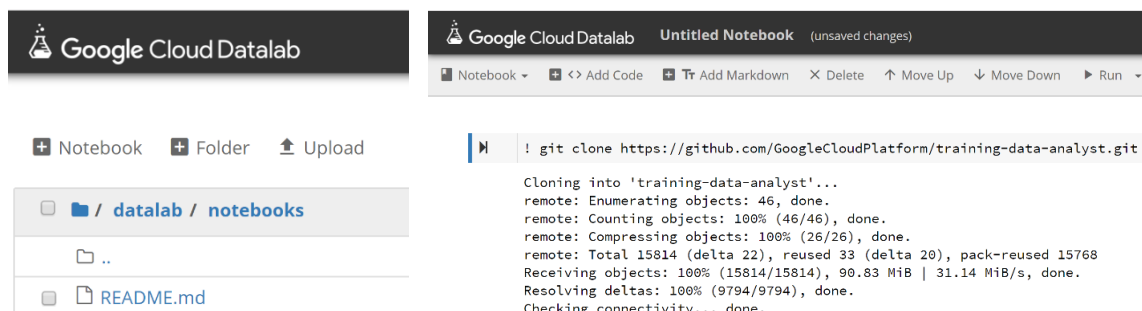 Google Cloud Datalab
Notebook Folder Upload
/ datalab / notebooks
..
README.md
Google Cloud Datalab Untitled Notebook (unsaved changes)
Notebook <> Add Code Tт Add Markdown Delete Move Up Move Down Run
! git clone https://github.com/GoogleCloudPlatform/training-data-analyst.git
Cloning into 'training-data-analyst'...
remote: Enumerating objects: 46, done.
remote: Counting objects: 100% (46/46), done.
remote: Compressing objects: 100% (26/26), done.
remote: Total 15814 (delta 22), reused 33 (delta 20), pack-reused 15768
Receiving objects: 100% (15814/15814), 90.83 MiB | 31.14 MiB/s, done.
Resolving deltas: 100% (9794/9794), done.
Checking connectivity... done.